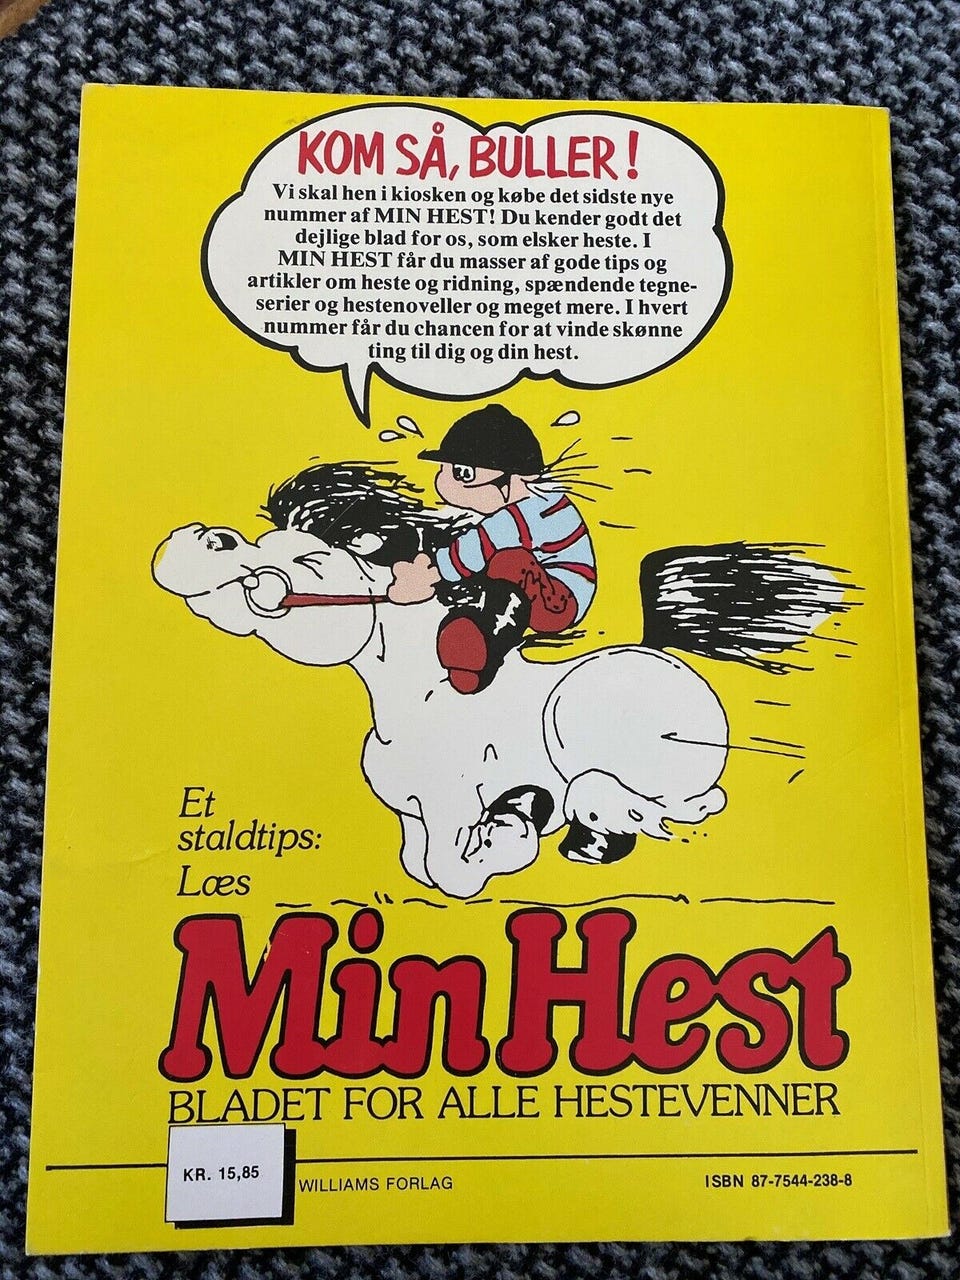 KOM SÅ, BULLER!
Vi skal hen i kiosken og købe det sidste nye
nummer af MIN HEST! Du kender godt det
dejlige blad for os, som elsker heste. I
MIN HEST får du masser af gode tips og
artikler om heste og ridning, spændende tegne-
serier og hestenoveller og meget mere. I hvert
nummer får du chancen for at vinde skønne
ting til dig og din hest.
Et
staldtips:
Læs
Min Hest
BLADET FOR ALLE HESTEVENNER
KR. 15,85
WILLIAMS FORLAG
ISBN 87-7544-238-8